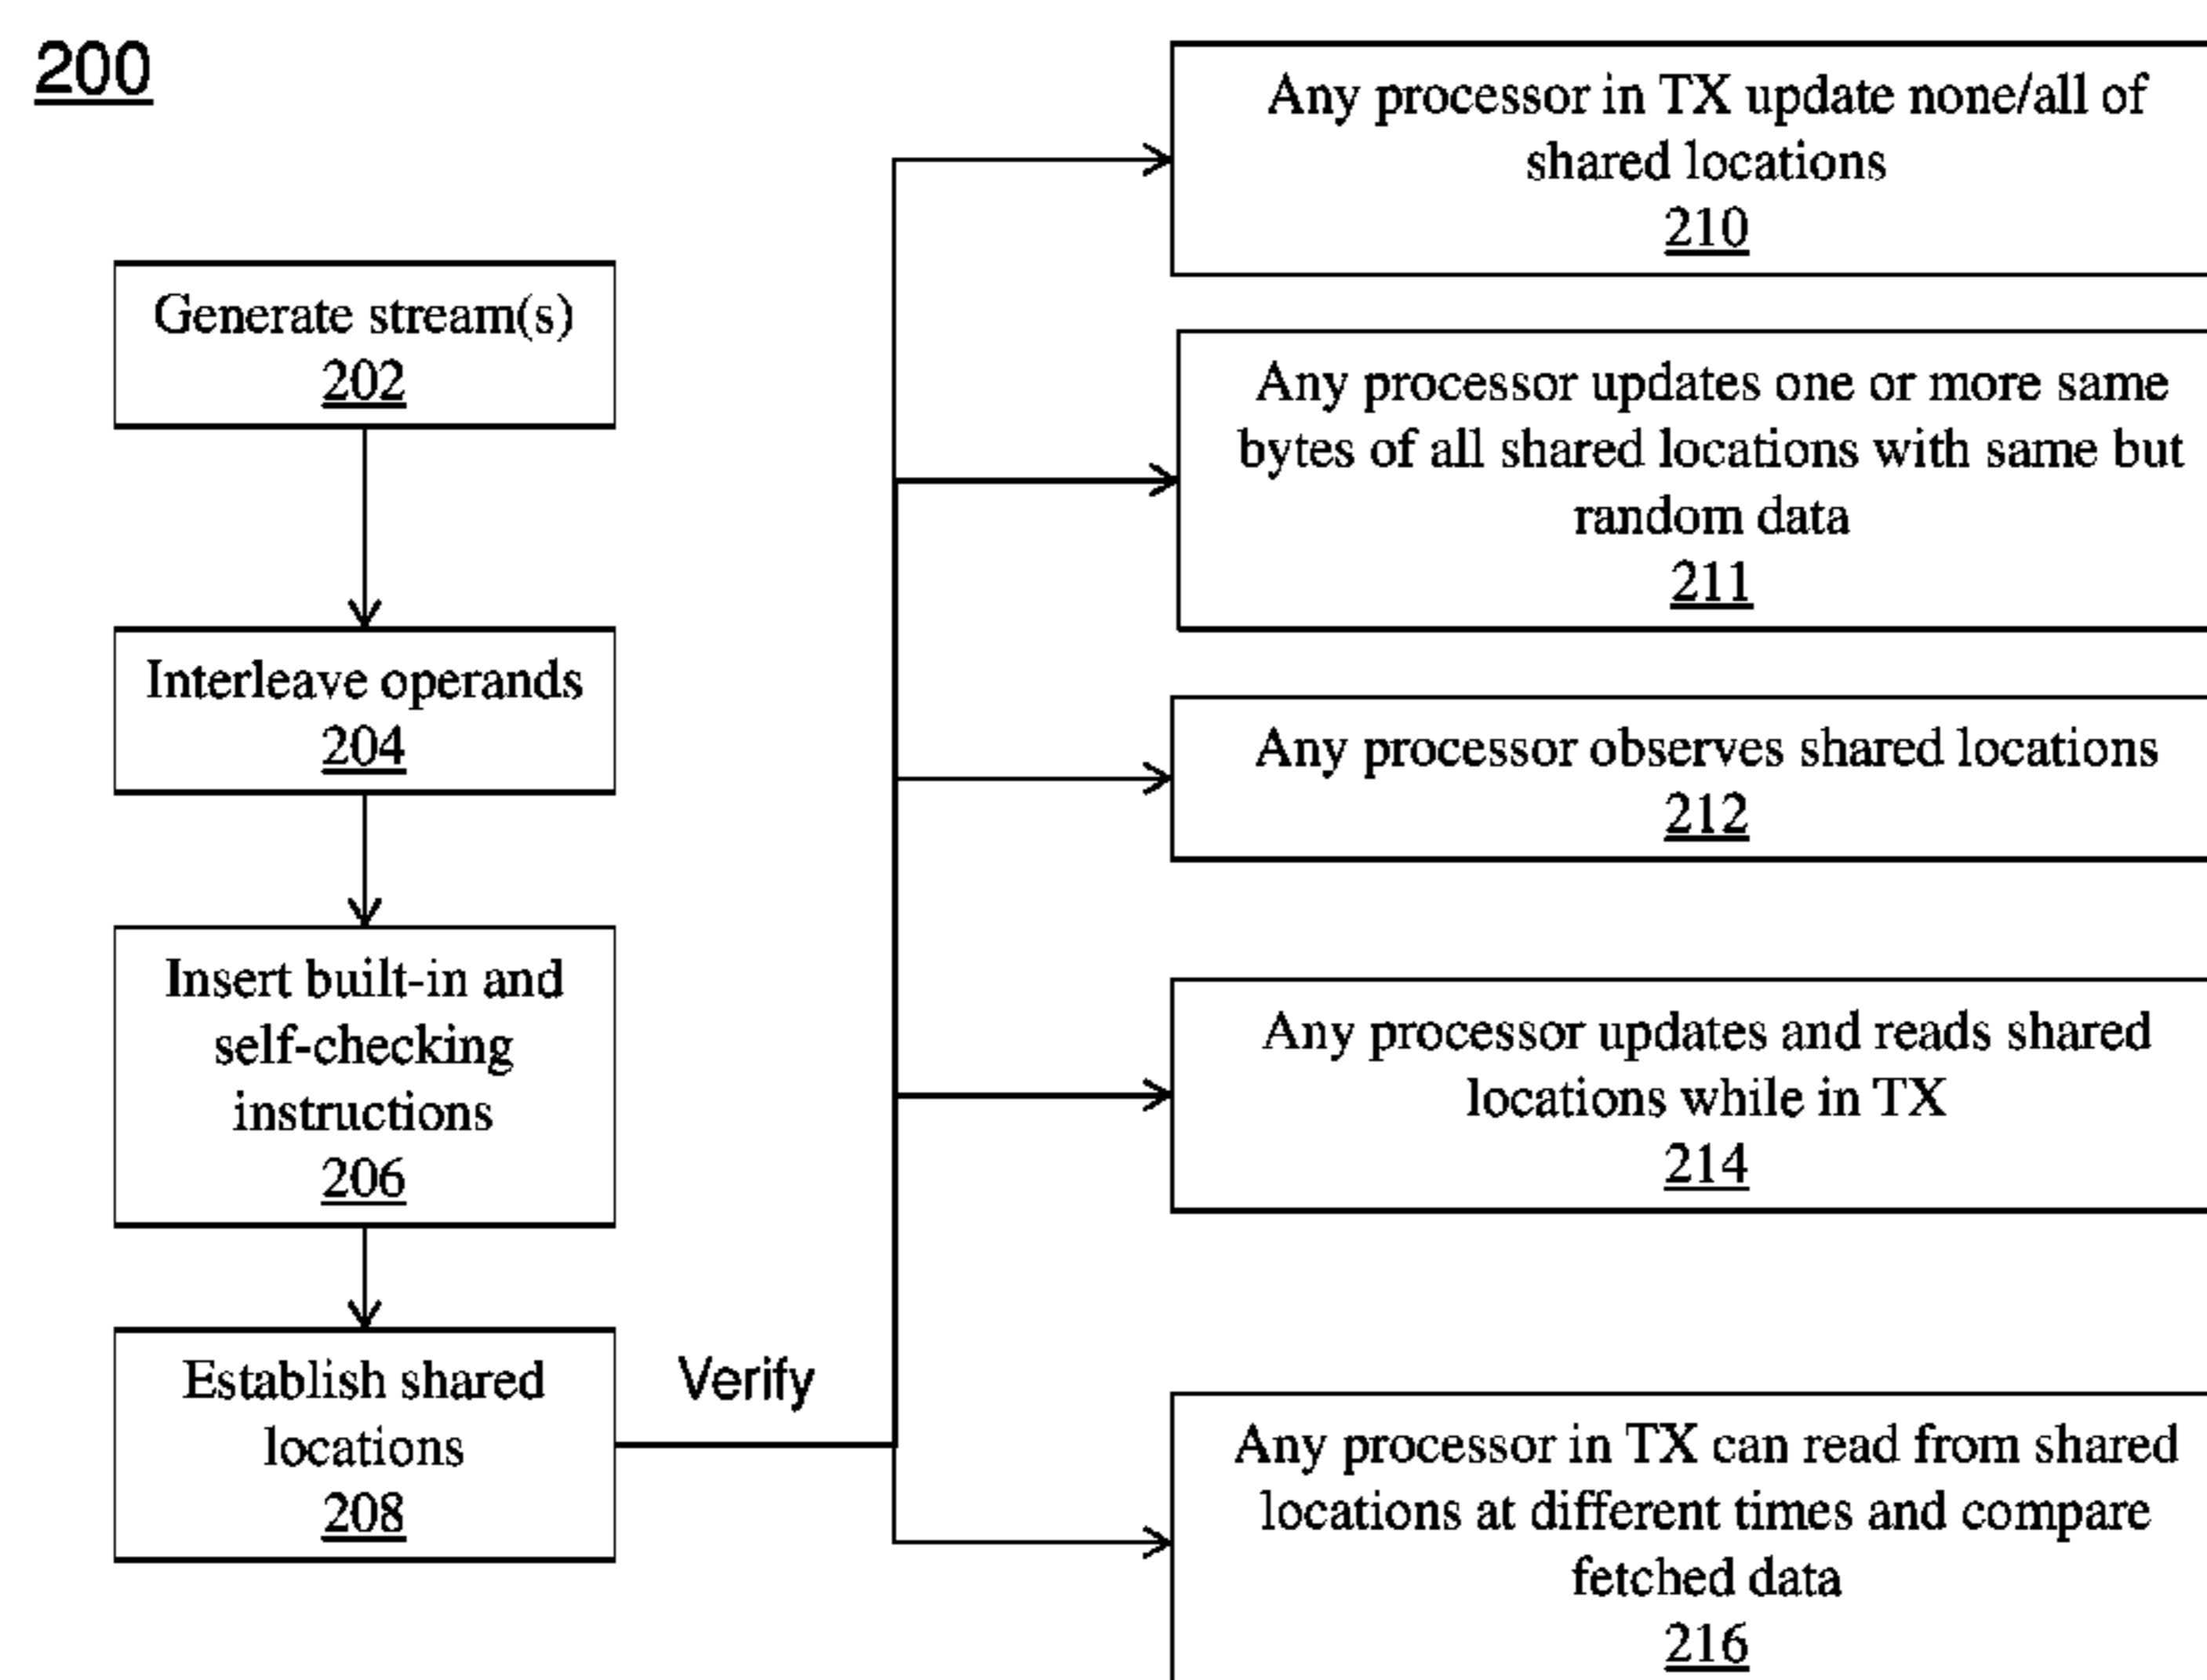 200
Generate stream(s)
202
Interleave operands
204
Insert built-in and
self-checking
instructions
206
Establish shared
locations
208
Verify
Any processor in TX update none/all of
shared locations
210
Any processor updates one or more same
bytes of all shared locations with same but
random data
211
Any processor observes shared locations
212
Any processor updates and reads shared
locations while in TX
214
Any processor in TX can read from shared
locations at different times and compare
fetched data
216